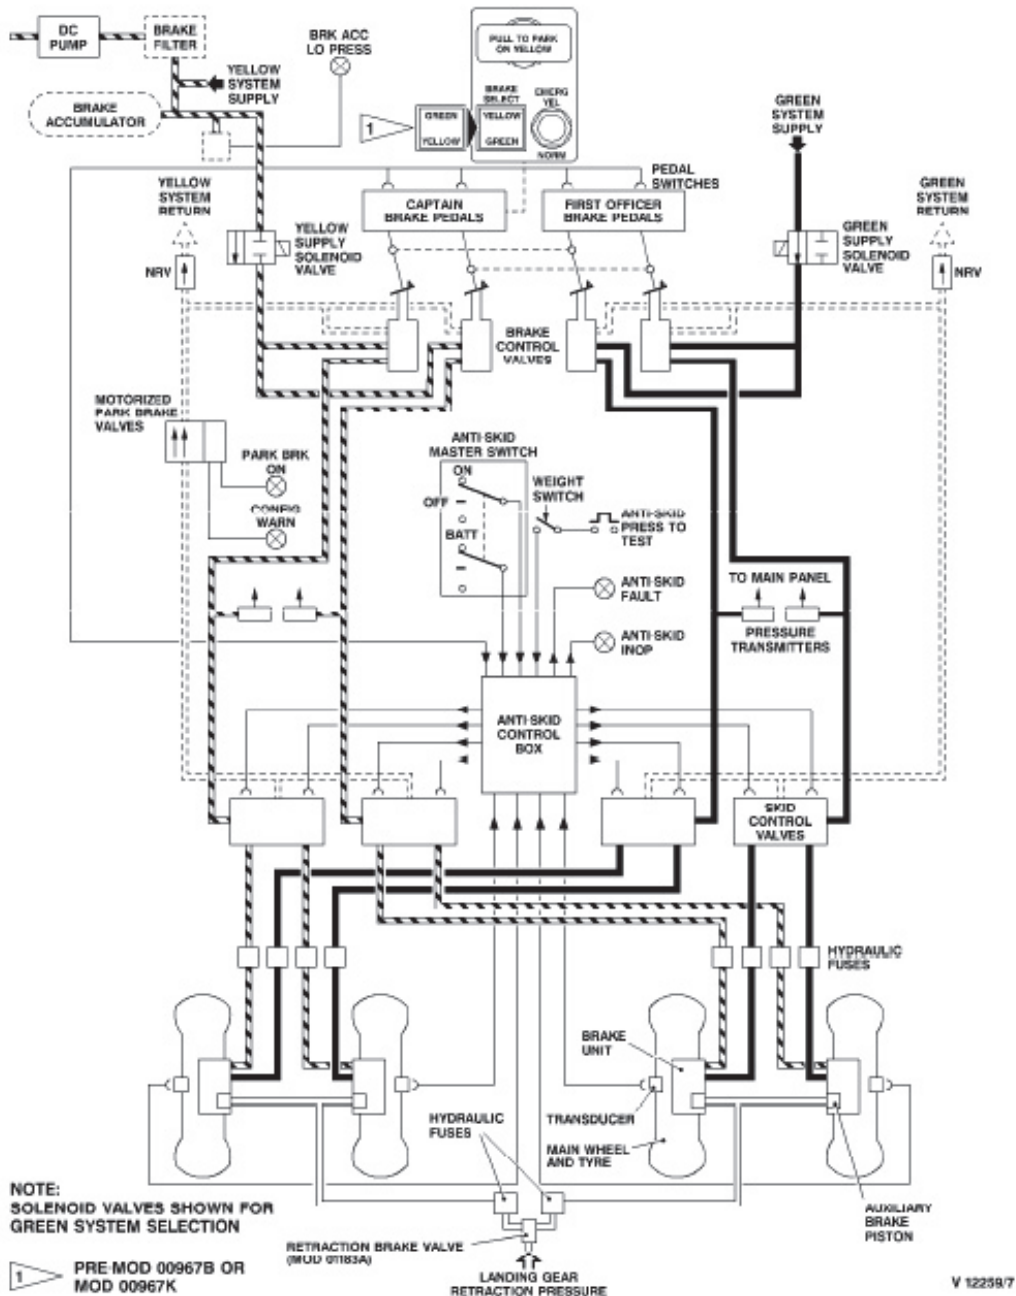 DC
PUMP
BRAKE
FILTER
BRK ACC
LO PRESS
PULL TO PARK
ON YELLOW
YELLOW
SYSTEM
SUPPLY
BRAKE
ACCUMULATOR
BRAKE
SELECT
EMERG
YEL
GREEN
YELLOW
YELLOW
GREEN
NORM
1
GREEN
SYSTEM
SUPPLY
PEDAL
SWITCHES
YELLOW
SYSTEM
RETURN
CAPTAIN
BRAKE PEDALS
FIRST OFFICER
BRAKE PEDALS
GREEN
SYSTEM
RETURN
YELLOW
SUPPLY
SOLENOID
VALVE
GREEN
SUPPLY
SOLENOID
VALVE
NRV
NRV
BRAKE
CONTROL
VALVES
MOTORIZED
PARK BRAKE
VALVES
PARK BRK
ON
CONFIG
WARN
ANTI-SKID
MASTER SWITCH
ON
OFF
BATT
WEIGHT
SWITCH
ANTI-SKID
PRESS TO
TEST
ANTI-SKID
FAULT
ANTI-SKID
INOP
TO MAIN PANEL
PRESSURE
TRANSMITTERS
ANTI-SKID
CONTROL
BOX
SKID
CONTROL
VALVES
HYDRAULIC
FUSES
BRAKE
UNIT
TRANSDUCER
HYDRAULIC
FUSES
MAIN WHEEL
AND TYRE
AUXILIARY
BRAKE
PISTON
NOTE:
SOLENOID VALVES SHOWN FOR
GREEN SYSTEM SELECTION
RETRACTION BRAKE VALVE
(MOD 01183A)
LANDING GEAR
RETRACTION PRESSURE
1
PRE-MOD 00967B OR
MOD 00967K
V 12259/7